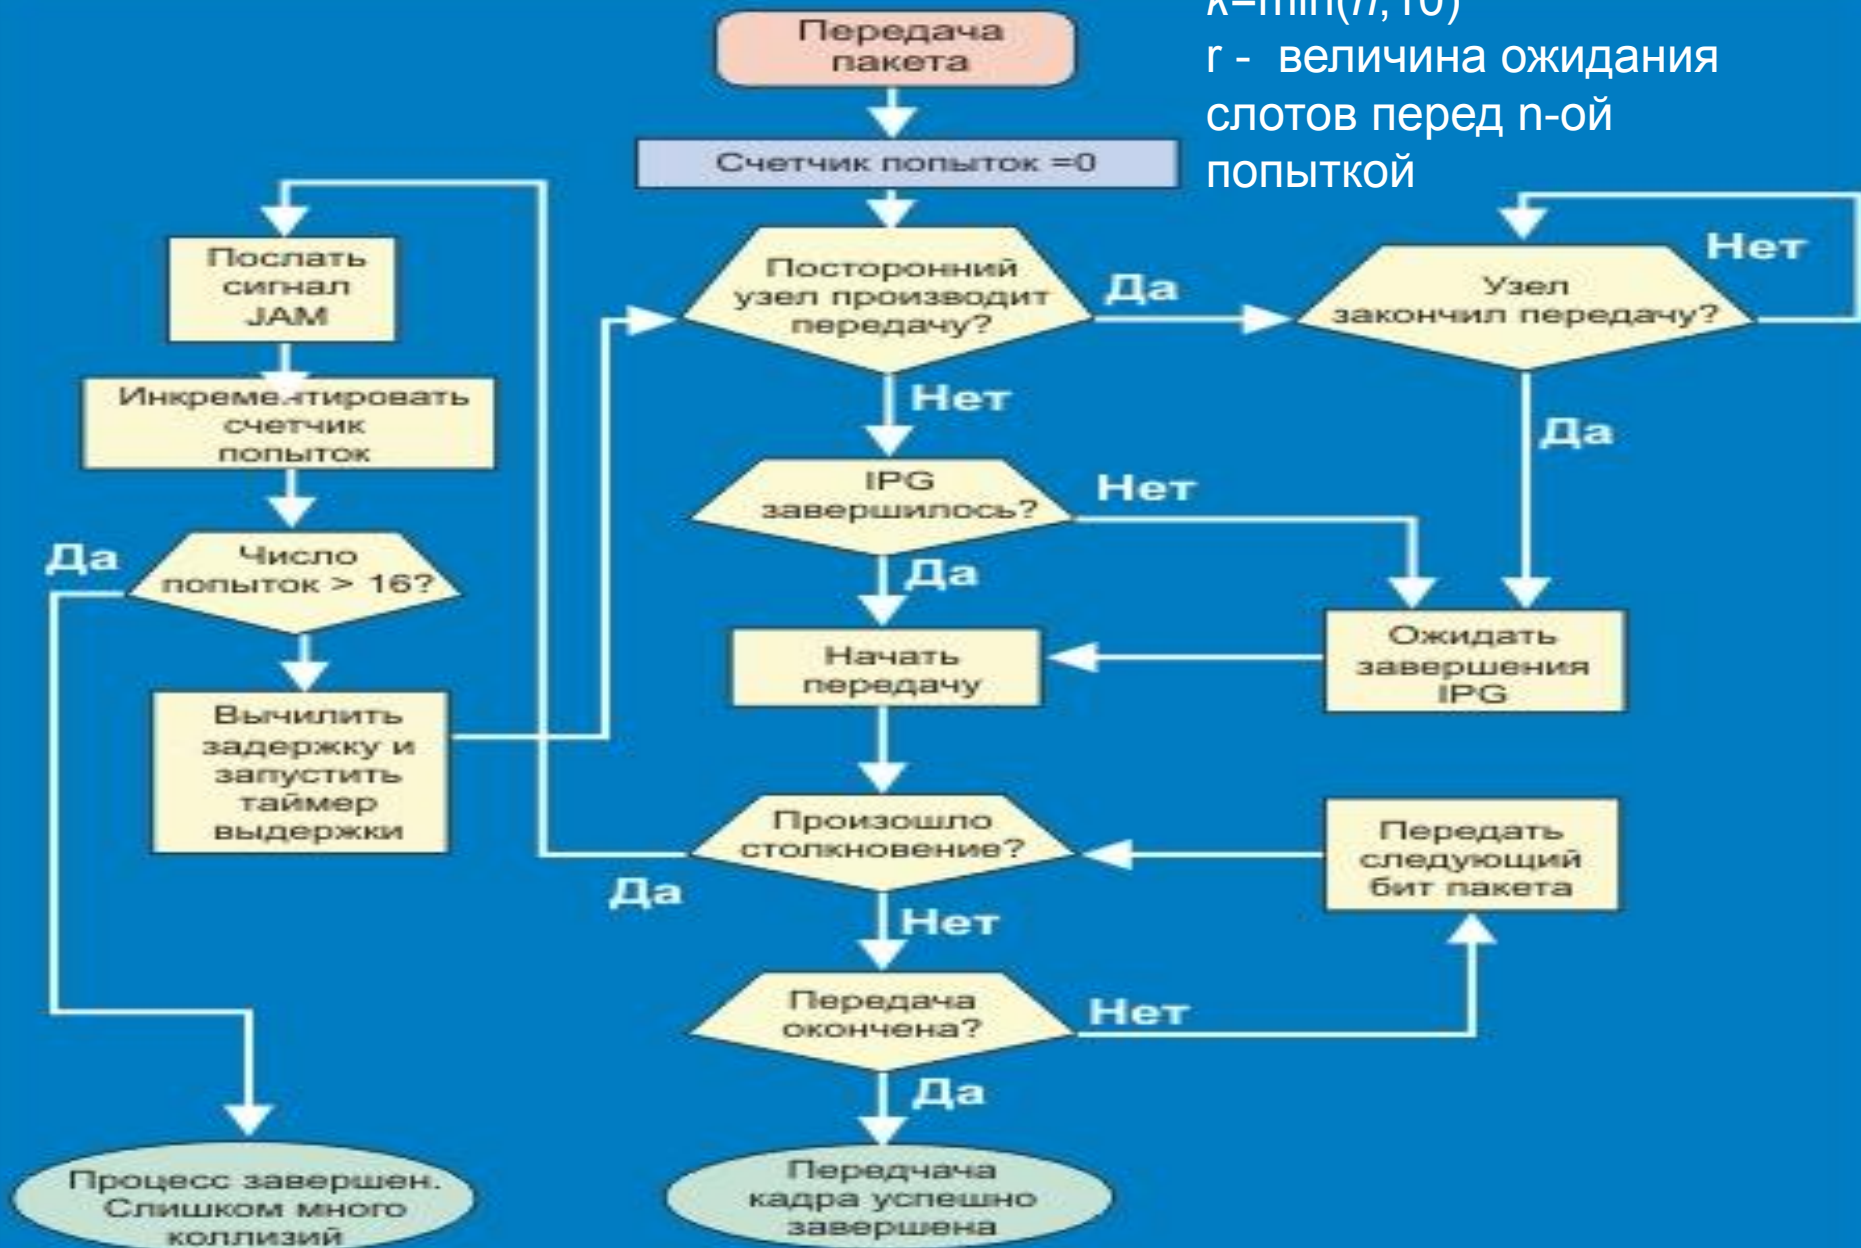 k=min(n,10)
r - величина ожидания
слотов перед n-ой
попыткой
Передача
пакета
Счетчик попыток =0
Послать
сигнал
JAM
Посторонний
узел производит
передачу?
Да
Узел
закончил передачу?
Нет
Инкрементировать
счетчик
попыток
Нет
Да
IPG
завершилось?
Нет
Да
Число
попыток > 16?
Да
Начать
передачу
Ожидать
завершения
IPG
Вычилить
задержку и
запустить
таймер
выдержки
Произошло
столкновение?
Да
Передать
следующий
бит пакета
Нет
Передача
окончена?
Нет
Да
Процесс завершен.
Слишком много
коллизий
Передчача
кадра успешно
завершена